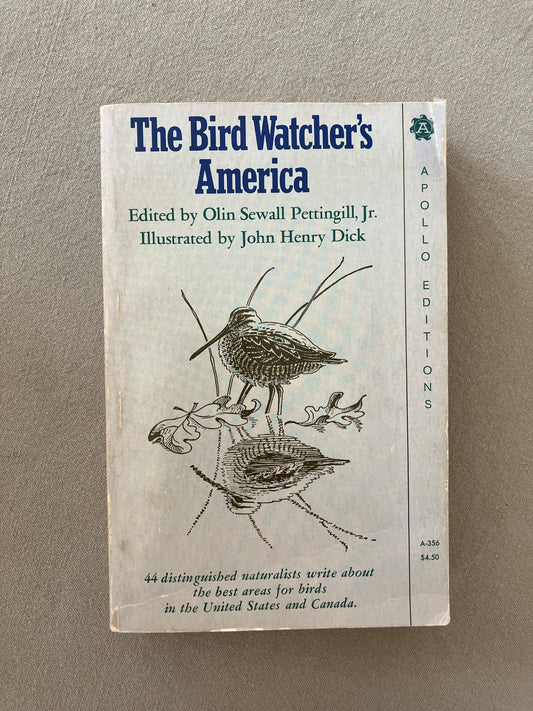 The Bird Watcher's
America
Edited by Olin Sewall Pettingill, Jr.
Illustrated by John Henry Dick
44 distinguished naturalists write about
the best areas for birds
in the United States and Canada.
A
APOLLO EDITIONS
A-356
$4.50